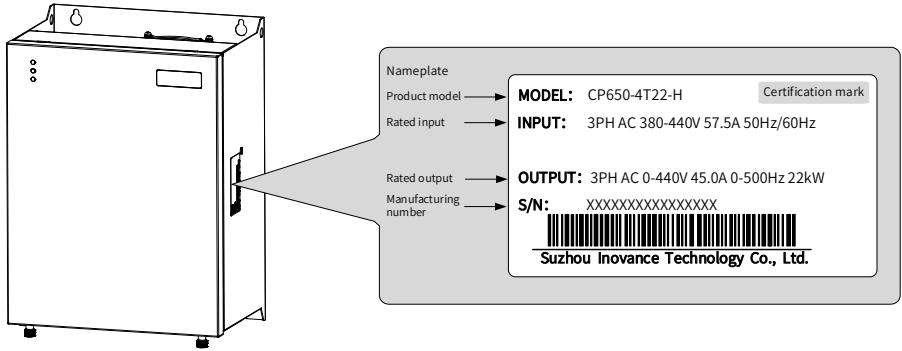 Nameplate
Product model
MODEL: CP650-4T22-H
Certification mark
Rated input
INPUT: 3PH AC 380-440V 57.5A 50Hz/60Hz
Rated output
OUTPUT: 3PH AC 0-440V 45.0A 0-500Hz 22kW
Manufacturing
number
S/N: XXXXXXXXXXXXXXXX
Suzhou Inovance Technology Co., Ltd.